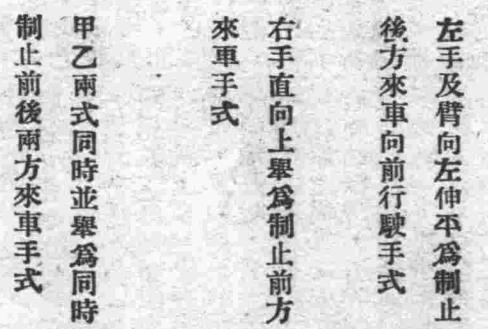 左手及臂向左伸平爲制止
後方來車向前行駛手式
右手直向上舉爲制止前方
來車手式
甲乙兩式同時並舉爲同時
制止前後兩方來車手式